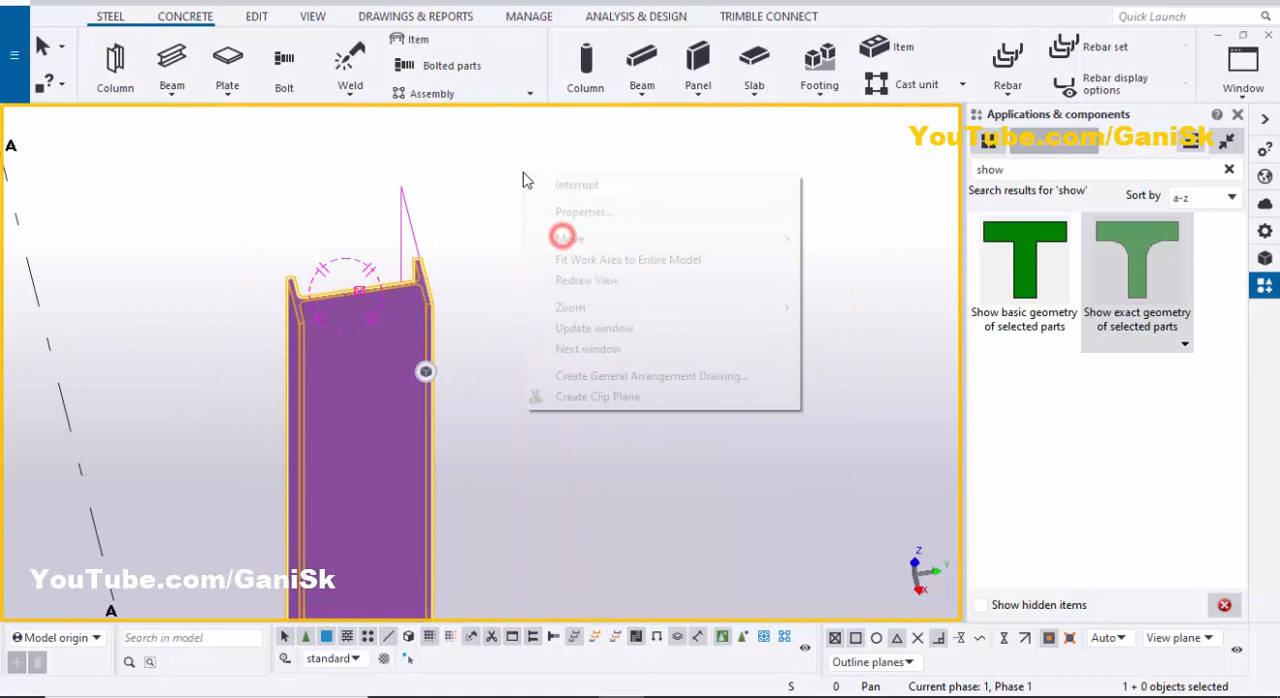 STEEL CONCRETE EDIT VIEW DRAWINGS & REPORTS MANAGE ANALYSIS & DESIGN TRIMBLE CONNECT Quick Launch
Column Beam Plate Bolt Weld
Item
Bolted parts
Assembly
Column Beam Panel Slab Footing
Item
Cast unit
Rebar
Rebar set
Rebar display
options
Window
Applications & components
YouTube.com/GaniSk
show
Search results for 'show'
Sort by a-z
Show basic geometry
of selected parts
Show exact geometry
of selected parts
Show hidden items
A
Interrupt
Properties...
Move
Fit Work Area to Entire Model
Redraw View
Zoom
Update window
Next window
Create General Arrangement Drawing...
Create Clip Plane
Z
Y
X
YouTube.com/GaniSk
A
Model origin Search in model
standard
Auto View plane
Outline planes
S 0 Pan Current phase: 1, Phase 1 1 + 0 objects selected